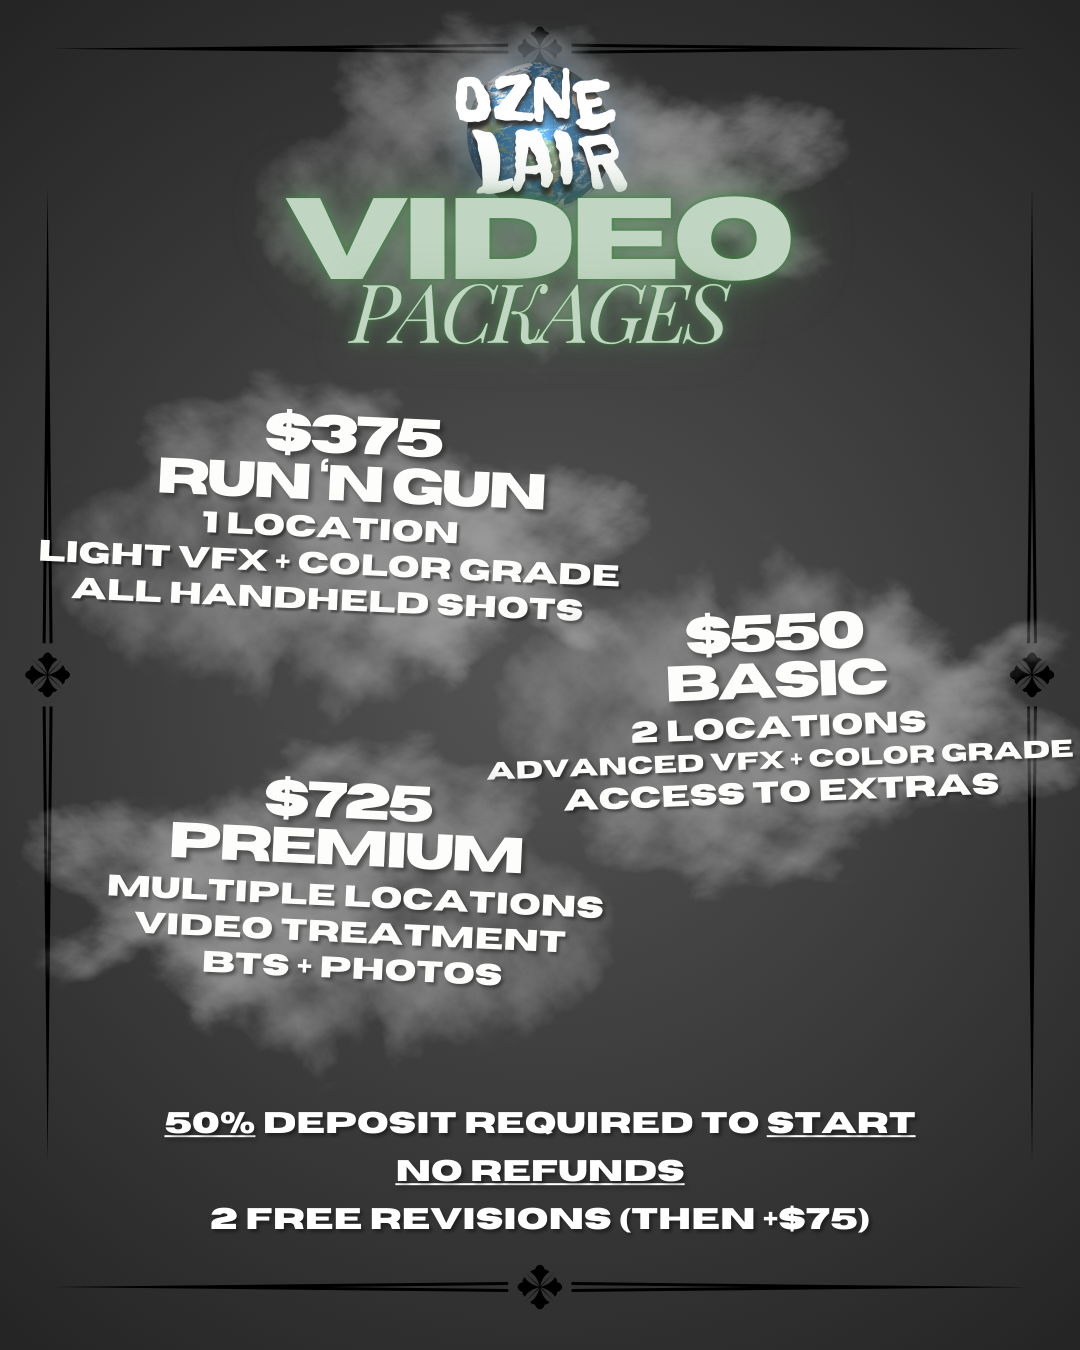 OZNE
LAIR
VIDEO
PACKAGES
$375
RUN 'N GUN
1 LOCATION
LIGHT VFX + COLOR GRADE
ALL HANDHELD SHOTS
$550
BASIC
2 LOCATIONS
ADVANCED VFX + COLOR GRADE
ACCESS TO EXTRAS
$725
PREMIUM
MULTIPLE LOCATIONS
VIDEO TREATMENT
BTS + PHOTOS
50% DEPOSIT REQUIRED TO START
NO REFUNDS
2 FREE REVISIONS (THEN +$75)